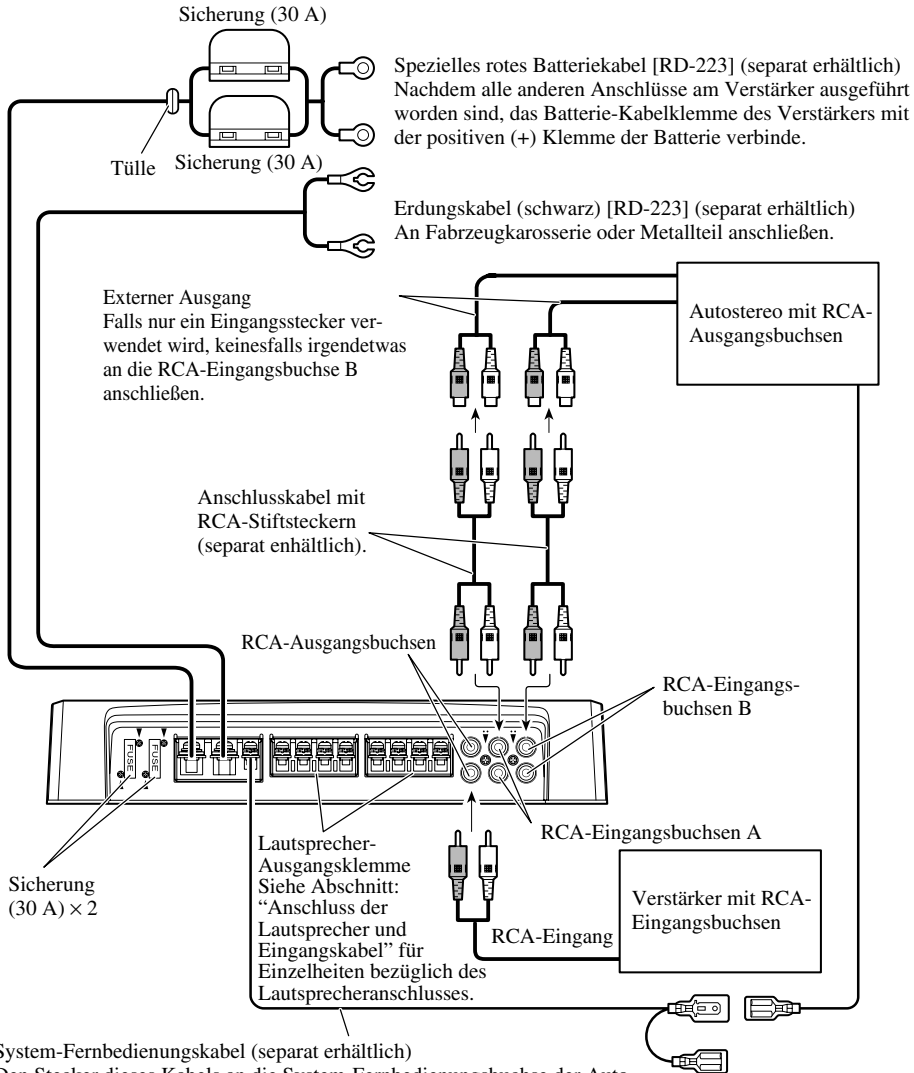 Sicherung (30 A)
Spezielles rotes Batteriekabel [RD-223] (separat erhältlich)
Nachdem alle anderen Anschlüsse am Verstärker ausgeführt
worden sind, das Batterie-Kabelklemme des Verstärkers mit
der positiven (+) Klemme der Batterie verbinde.
Tülle
Sicherung (30 A)
Erdungskabel (schwarz) [RD-223] (separat erhältlich)
An Fabrzeugkarosserie oder Metallteil anschließen.
Externer Ausgang
Falls nur ein Eingangsstecker ver-
wendet wird, keinesfalls irgendetwas
an die RCA-Eingangsbuchse B
anschließen.
Autostereo mit RCA-
Ausgangsbuchsen
Anschlusskabel mit
RCA-Stiftsteckern
(separat enhältlich).
RCA-Ausgangsbuchsen
RCA-Eingangs-
buchsen B
FUSE
FUSE
RCA-Eingangsbuchsen A
Lautsprecher-
Ausgangsklemme
Siehe Abschnitt:
“Anschluss der
Lautsprecher und
Eingangskabel” für
Einzelheiten bezüglich des
Lautsprecheranschlusses.
Sicherung
(30 A) × 2
RCA-Eingang
Verstärker mit RCA-
Eingangsbuchsen
System-Fernbedienungskabel (separat erhältlich)